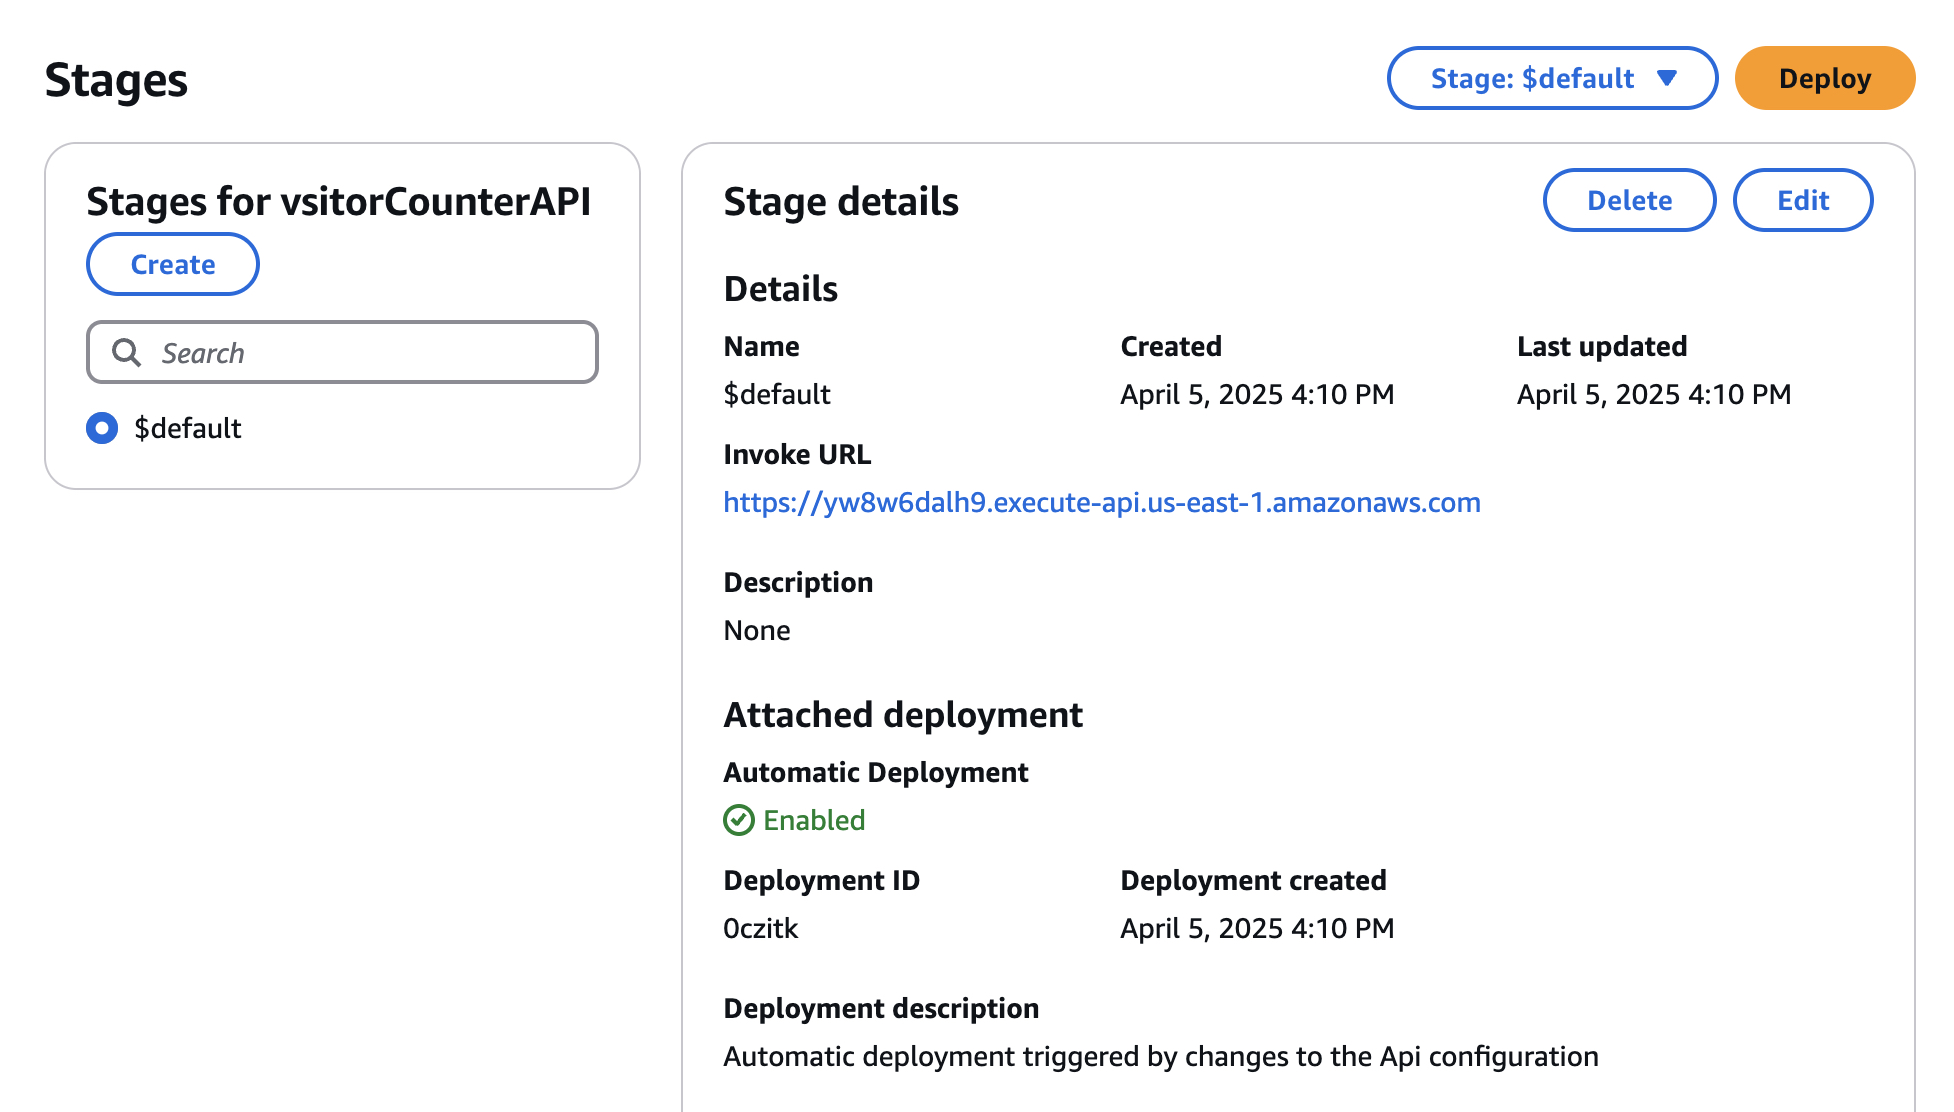 Stages
Stage: $default
Deploy
Stages for vsitorCounterAPI
Create
Search
$default
Stage details
Delete
Edit
Details
Name
Created
Last updated
$default
April 5, 2025 4:10 PM
April 5, 2025 4:10 PM
Invoke URL
https://yw8w6dalh9.execute-api.us-east-1.amazonaws.com
Description
None
Attached deployment
Automatic Deployment
Enabled
Deployment ID
Deployment created
0czitk
April 5, 2025 4:10 PM
Deployment description
Automatic deployment triggered by changes to the Api configuration